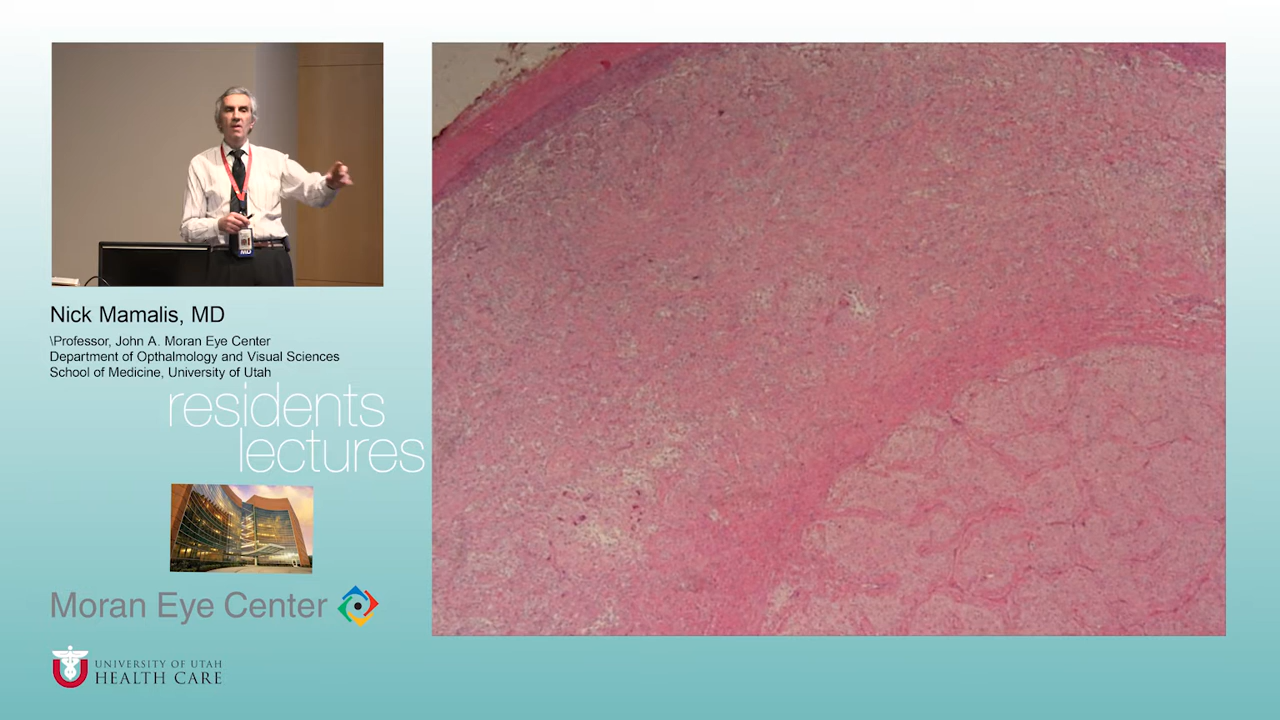 Nick Mamalis, MD
\Professor, John A. Moran Eye Center
Department of Opthalmology and Visual Sciences
School of Medicine, University of Utah
residents
lectures
Moran Eye Center
UNIVERSITY OF UTAH
HEALTH CARE
MD